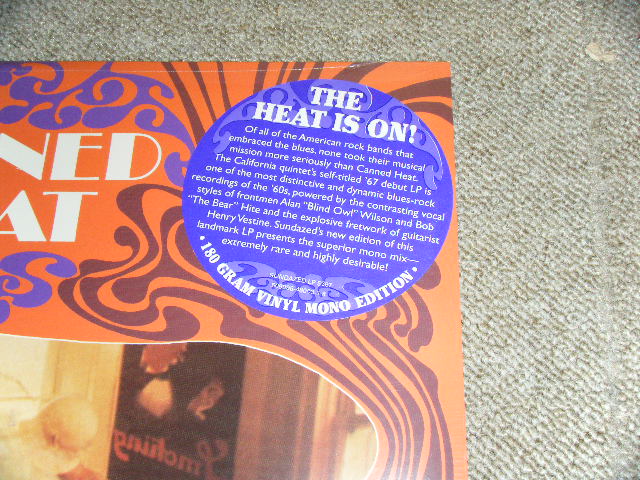 NED
AT
THE
HEAT IS ON!
Of all of the American rock bands that
embraced the blues, none took their musical
mission more seriously than Canned Heat.
The California quintet's self-titled '67 debut LP is
one of the most distinctive and dynamic blues-rock
recordings of the '60s, powered by the contrasting vocal
styles of frontmen Alan "Blind Owl" Wilson and Bob
"The Bear" Hite and the explosive fretwork of guitarist
Henry Vestine. Sundazed's new edition of this
landmark LP presents the superior mono mix—
extremely rare and highly desirable!
SUNDAZED LP 5387
• 180 GRAM VINYL MONO EDITION •